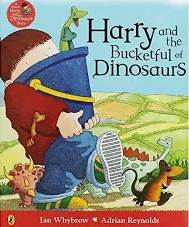 Harry
and the
Bucketful of
Dinosaurs
Ian Whybrow
Adrian Reynolds